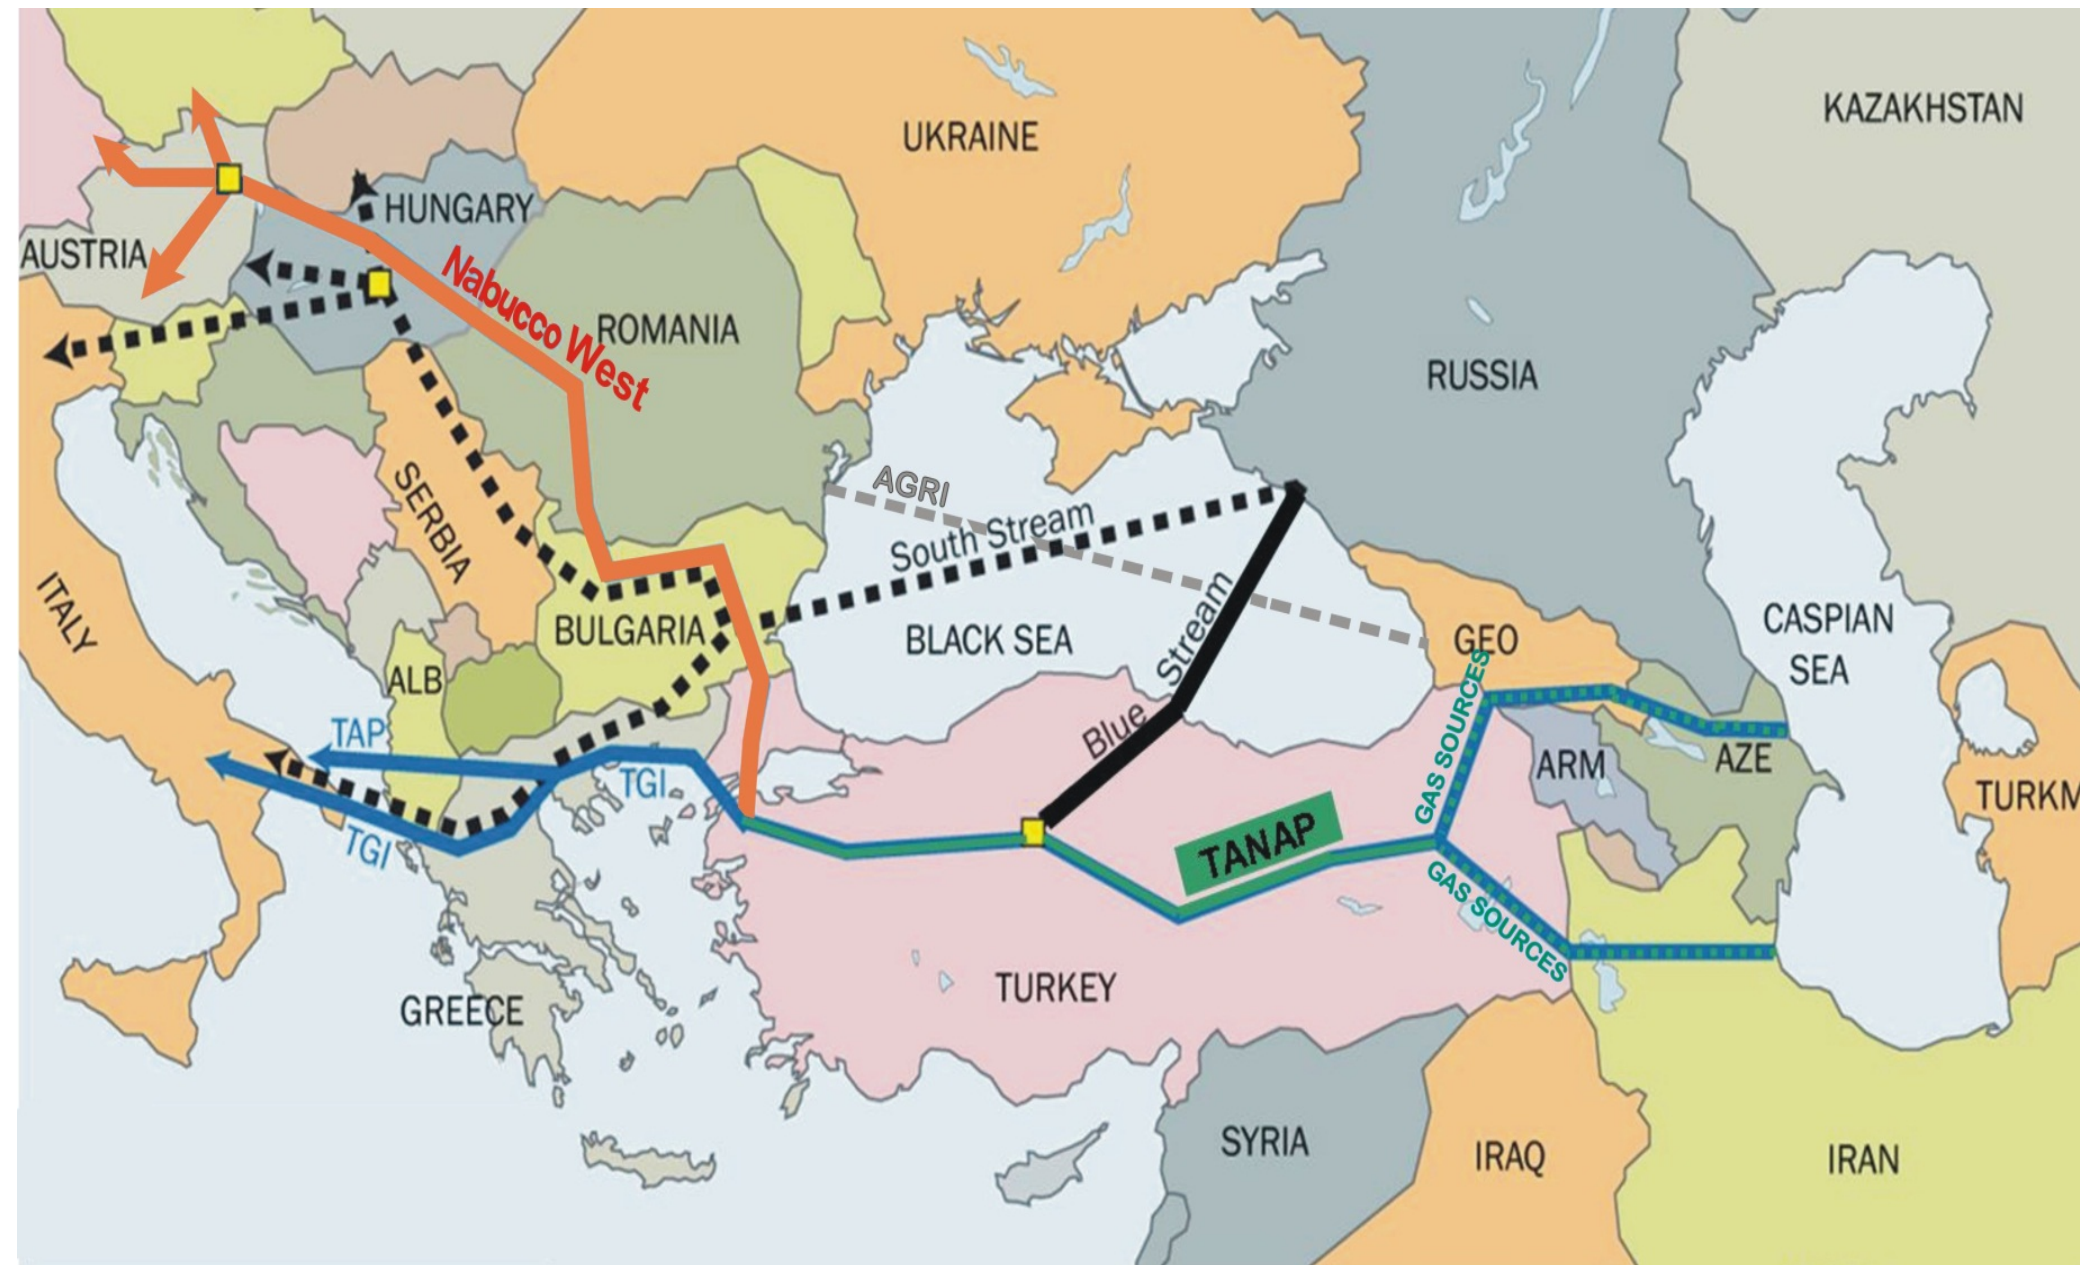 KAZAKHSTAN
UKRAINE
HUNGARY
AUSTRIA
Nabucco West
ROMANIA
RUSSIA
AGRI
South Stream
SERBIA
ITALY
BULGARIA
BLACK SEA
Blue Stream
GEO
CASPIAN
SEA
ALB
TAP
TGI
TGI
GAS SOURCES
ARM
AZE
TURKM
TANAP
GAS SOURCES
TURKEY
GREECE
SYRIA
IRAQ
IRAN